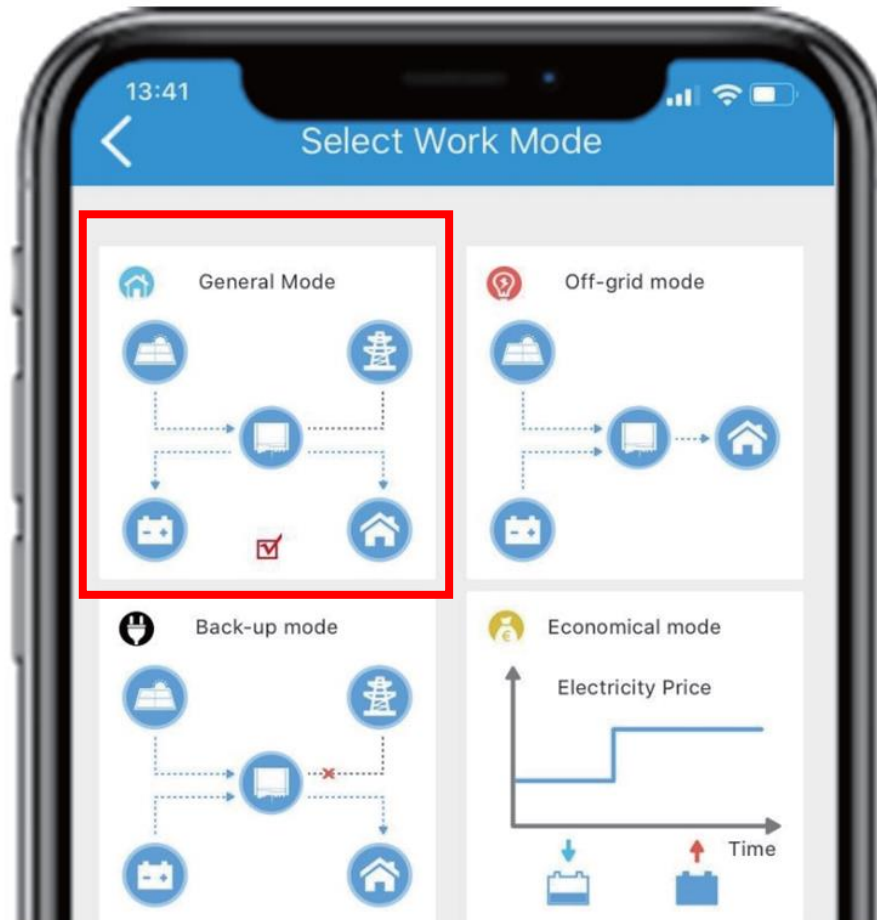 13:41
Select Work Mode
General Mode
Off-grid mode
Back-up mode
Economical mode
€
Electricity Price
Time